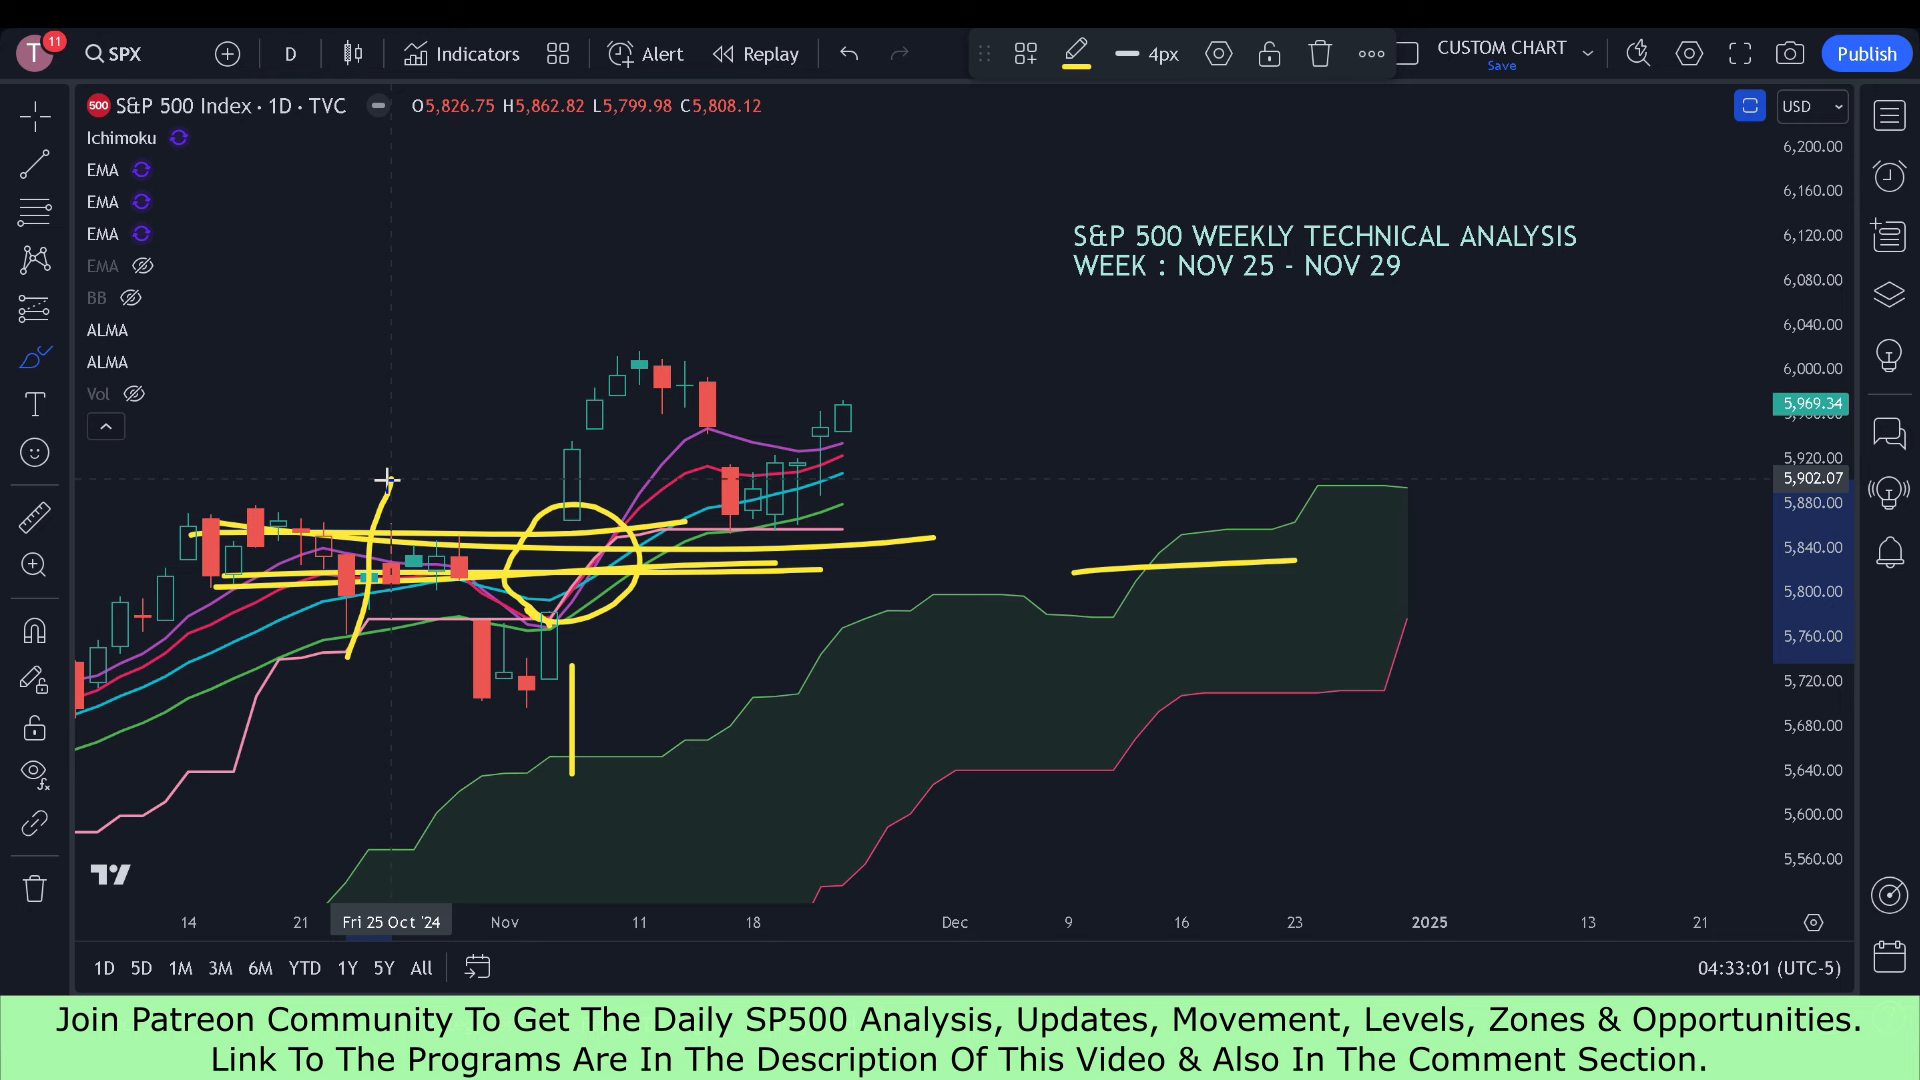 T 11 SPX D Indicators Alert Replay 4px CUSTOM CHART Save Publish
500 S&P 500 Index · 1D · TVC O5,826.75 H5,862.82 L5,799.98 C5,808.12 USD
Ichimoku
EMA
EMA
EMA
EMA
BB
ALMA
ALMA
Vol
S&P 500 WEEKLY TECHNICAL ANALYSIS
WEEK : NOV 25 - NOV 29
6,200.00
6,160.00
6,120.00
6,080.00
6,040.00
6,000.00
5,969.34
5,920.00
5,902.07
5,880.00
5,840.00
5,800.00
5,760.00
5,720.00
5,680.00
5,640.00
5,600.00
5,560.00
14 21 Fri 25 Oct '24 Nov 11 18 Dec 9 16 23 2025 13 21
1D 5D 1M 3M 6M YTD 1Y 5Y All 04:33:01 (UTC-5)
Join Patreon Community To Get The Daily SP500 Analysis, Updates, Movement, Levels, Zones & Opportunities.
Link To The Programs Are In The Description Of This Video & Also In The Comment Section.